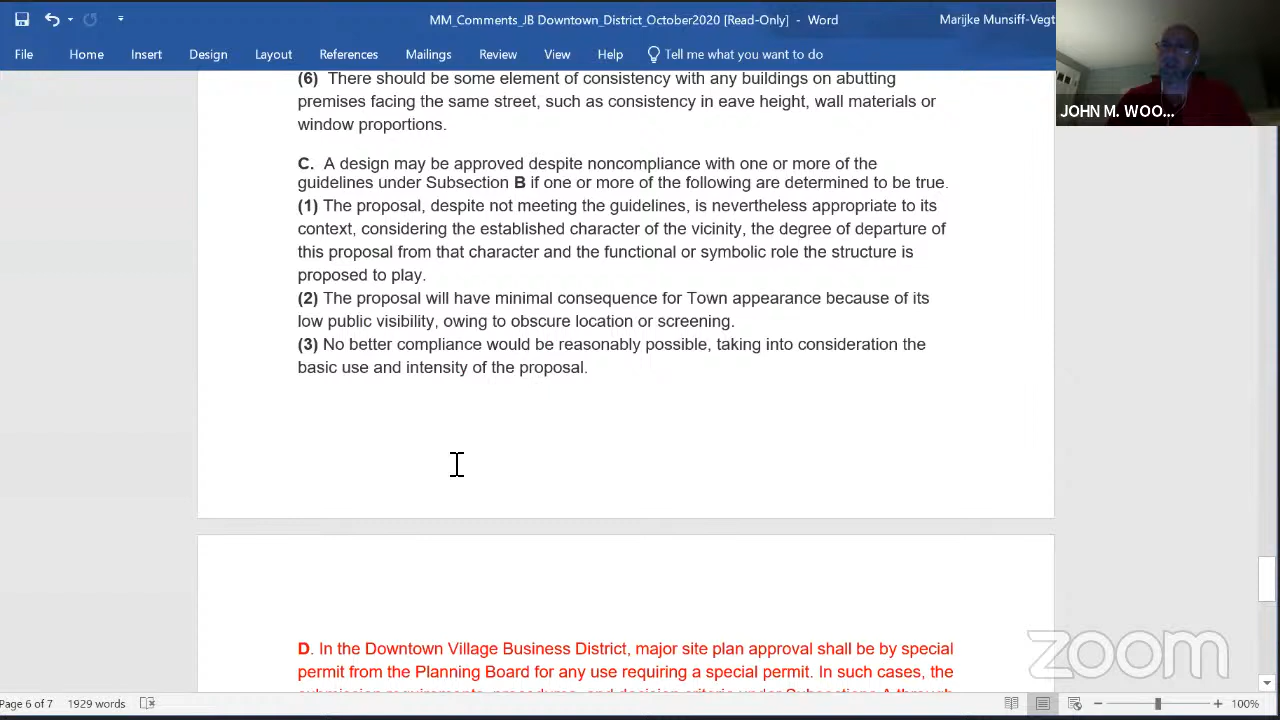 MM_Comments_JB Downtown_District_October2020 [Read-Only] - Word
Marijke Munsiff-Vegt
File Home Insert Design Layout References Mailings Review View Help Tell me what you want to do
JOHN M. WOO...
(6) There should be some element of consistency with any buildings on abutting
premises facing the same street, such as consistency in eave height, wall materials or
window proportions.
C. A design may be approved despite noncompliance with one or more of the
guidelines under Subsection B if one or more of the following are determined to be true.
(1) The proposal, despite not meeting the guidelines, is nevertheless appropriate to its
context, considering the established character of the vicinity, the degree of departure of
this proposal from that character and the functional or symbolic role the structure is
proposed to play.
(2) The proposal will have minimal consequence for Town appearance because of its
low public visibility, owing to obscure location or screening.
(3) No better compliance would be reasonably possible, taking into consideration the
basic use and intensity of the proposal.
D. In the Downtown Village Business District, major site plan approval shall be by special
permit from the Planning Board for any use requiring a special permit. In such cases, the
submission requirements, procedures, and decision criteria under Subsections A through
zoom
Page 6 of 7 1929 words
100%